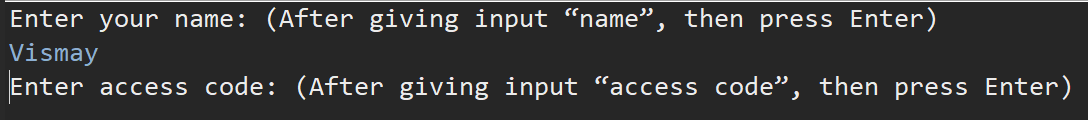 Enter your name: (After giving input “name”, then press Enter)
Vismay
Enter access code: (After giving input “access code”, then press Enter)